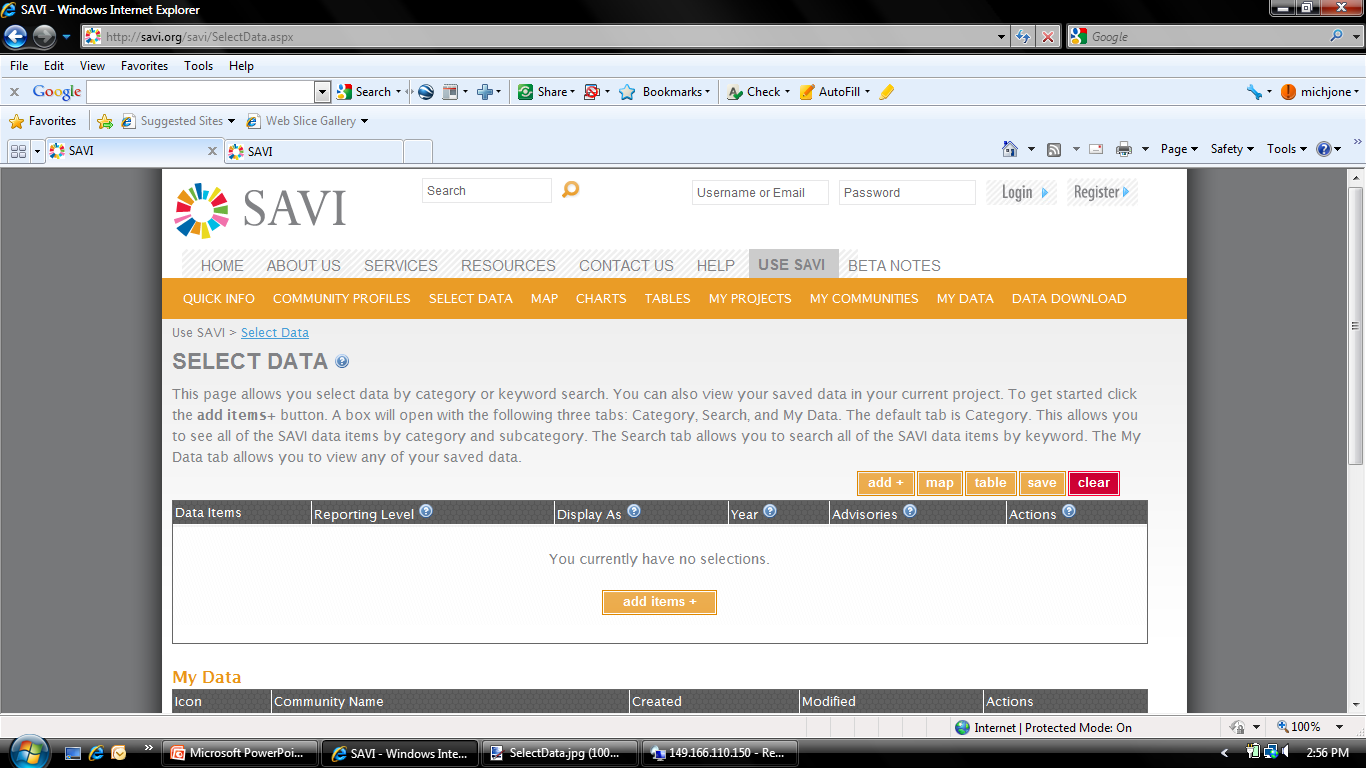 SAVI - Windows Internet Explorer
http://savi.org/savi/SelectData.aspx
Google
File Edit View Favorites Tools Help
x Google Search Share Bookmarks Check AutoFill michjone
Favorites Suggested Sites Web Slice Gallery
SAVI x SAVI Page Safety Tools
SAVI
Search
Username or Email Password Login Register
HOME ABOUT US SERVICES RESOURCES CONTACT US HELP USE SAVI BETA NOTES
QUICK INFO COMMUNITY PROFILES SELECT DATA MAP CHARTS TABLES MY PROJECTS MY COMMUNITIES MY DATA DATA DOWNLOAD
Use SAVI > Select Data
SELECT DATA ?
This page allows you select data by category or keyword search. You can also view your saved data in your current project. To get started click
the add items+ button. A box will open with the following three tabs: Category, Search, and My Data. The default tab is Category. This allows you
to see all of the SAVI data items by category and subcategory. The Search tab allows you to search all of the SAVI data items by keyword. The My
Data tab allows you to view any of your saved data.
add + map table save clear
Data Items Reporting Level ? Display As ? Year ? Advisories ? Actions ?
You currently have no selections.
add items +
My Data
Icon Community Name Created Modified Actions
Internet | Protected Mode: On 100%
Microsoft PowerPoi... SAVI - Windows Inte... SelectData.jpg (100... 149.166.110.150 - Re... 2:56 PM